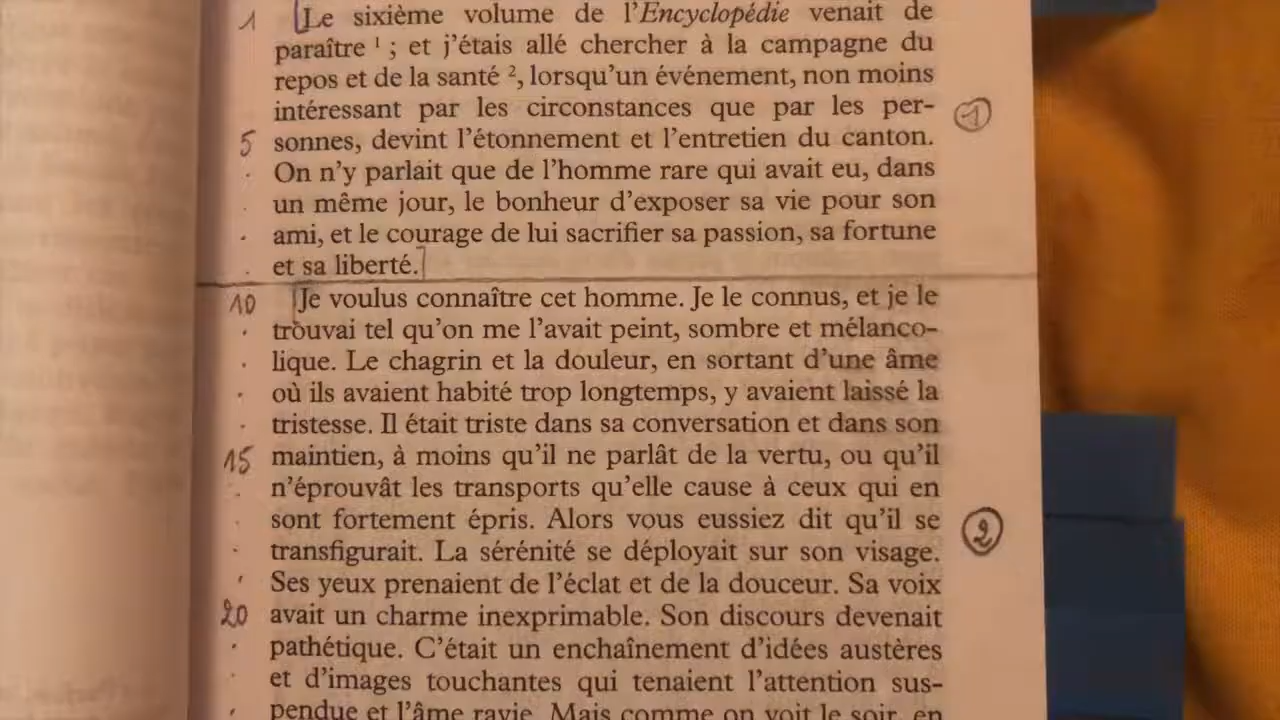 1 Le sixième volume de l'Encyclopédie venait de
paraître 1 ; et j'étais allé chercher à la campagne du
repos et de la santé 2, lorsqu'un événement, non moins
intéressant par les circonstances que par les per-
1
5 sonnes, devint l'étonnement et l'entretien du canton.
On n'y parlait que de l'homme rare qui avait eu, dans
un même jour, le bonheur d'exposer sa vie pour son
ami, et le courage de lui sacrifier sa passion, sa fortune
et sa liberté.
10 Je voulus connaître cet homme. Je le connus, et je le
trouvai tel qu'on me l'avait peint, sombre et mélanco-
lique. Le chagrin et la douleur, en sortant d'une âme
où ils avaient habité trop longtemps, y avaient laissé la
tristesse. Il était triste dans sa conversation et dans son
15 maintien, à moins qu'il ne parlât de la vertu, ou qu'il
n'éprouvât les transports qu'elle cause à ceux qui en
sont fortement épris. Alors vous eussiez dit qu'il se
2
transfigurait. La sérénité se déployait sur son visage.
Ses yeux prenaient de l'éclat et de la douceur. Sa voix
20 avait un charme inexprimable. Son discours devenait
pathétique. C'était un enchaînement d'idées austères
et d'images touchantes qui tenaient l'attention sus-
pendue et l'âme ravie. Mais comme on voit le soir, en